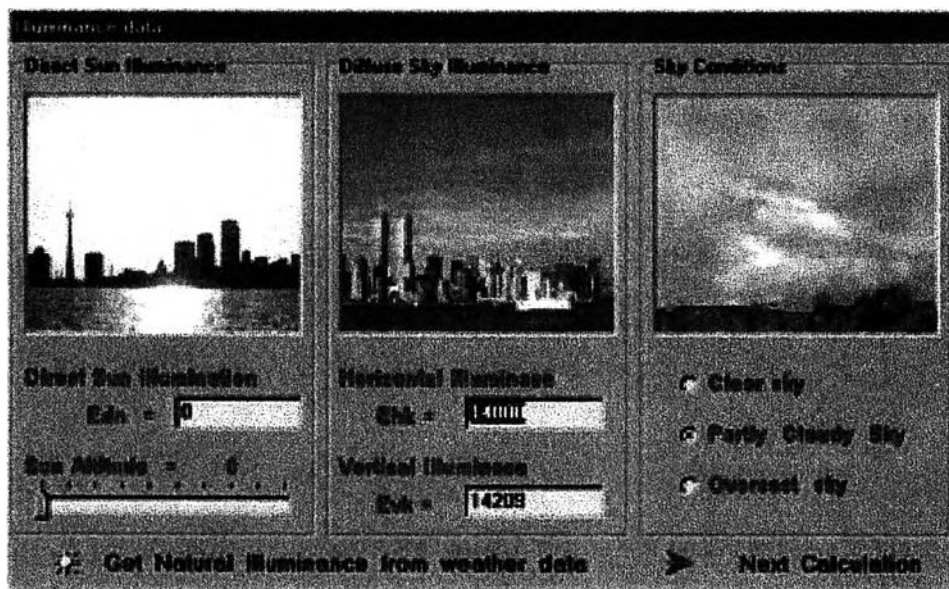 Illuminance data
Direct Sun Illuminance
Diffuse Sky Illuminance
Sky Conditions
Direct Sun Illumination
Edn = 0
Sun Altitude = 0
Horizontal Illuminance
Ehk =
Vertical Illuminance
Evk = 14209
Clear sky
Partly Cloudy Sky
Overcast sky
Get Natural Illuminance from weather data
Next Calculation